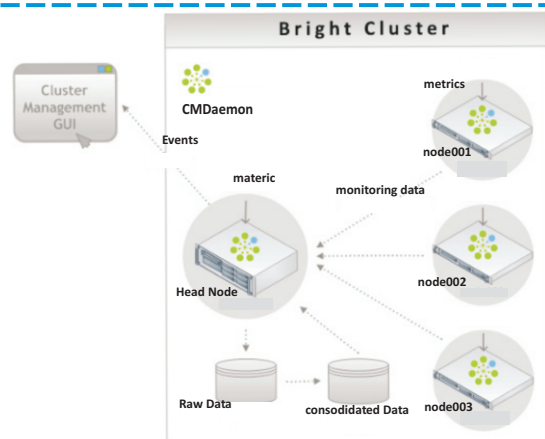 Bright Cluster
Cluster
Management
GUI
CMDaemon
metrics
Events
node001
materic
monitoring data
node002
Head Node
Raw Data
consodidated Data
node003